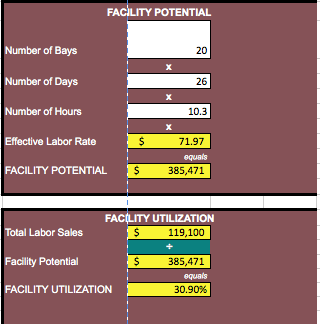 FACILITY POTENTIAL
Number of Bays 20
x
Number of Days 26
x
Number of Hours 10.3
x
Effective Labor Rate $ 71.97
equals
FACILITY POTENTIAL $ 385,471
FACILITY UTILIZATION
Total Labor Sales $ 119,100
÷
Facility Potential $ 385,471
equals
FACILITY UTILIZATION 30.90%